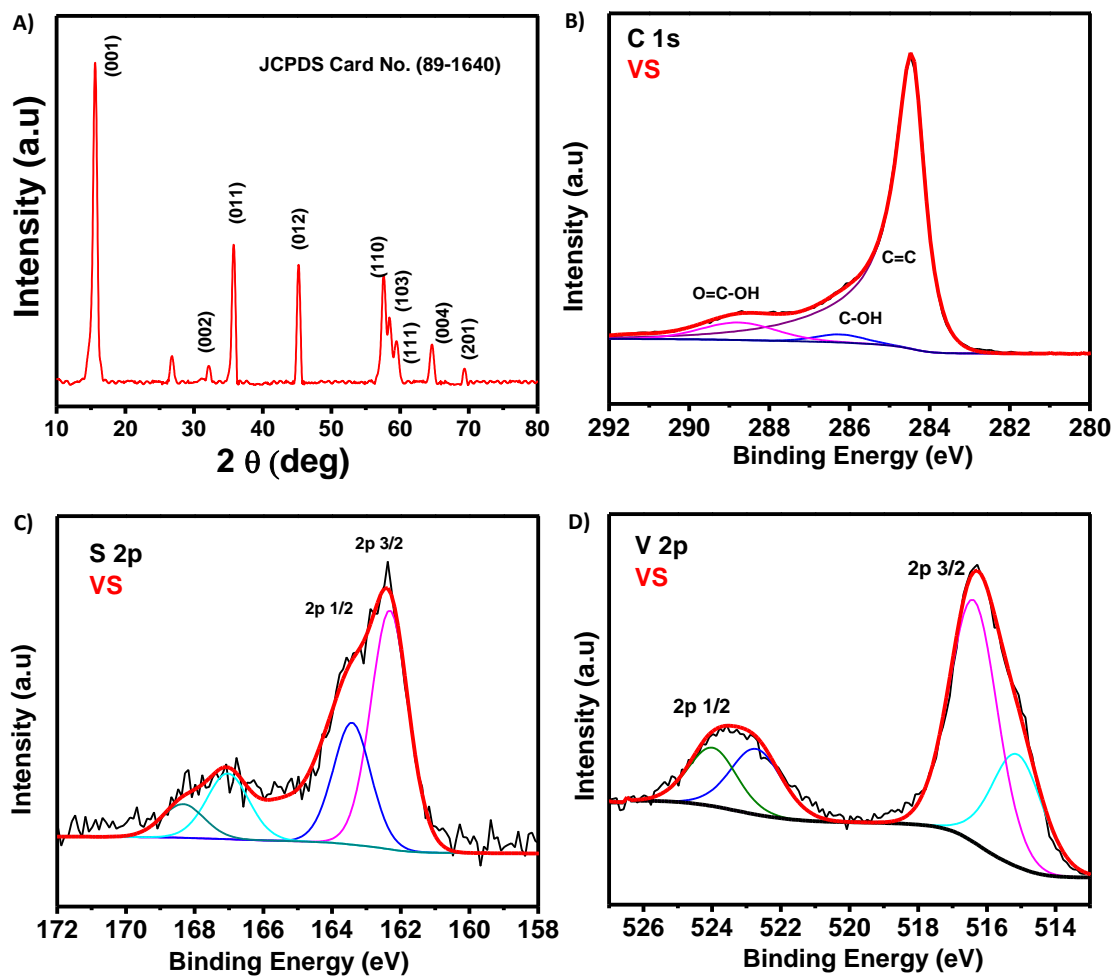 A)
JCPDS Card No. (89-1640)
(001)
(002)
(011)
(012)
(110)
(103)
(111)
(004)
(201)
Intensity (a.u)
10 20 30 40 50 60 70 80
2 θ (deg)
B)
C 1s
VS
O=C-OH
C-OH
C=C
Intensity (a.u)
292 290 288 286 284 282 280
Binding Energy (eV)
C)
S 2p
VS
2p 3/2
2p 1/2
Intensity (a.u)
172 170 168 166 164 162 160 158
Binding Energy (eV)
D)
V 2p
VS
2p 3/2
2p 1/2
Intensity (a.u)
526 524 522 520 518 516 514
Binding Energy (eV)